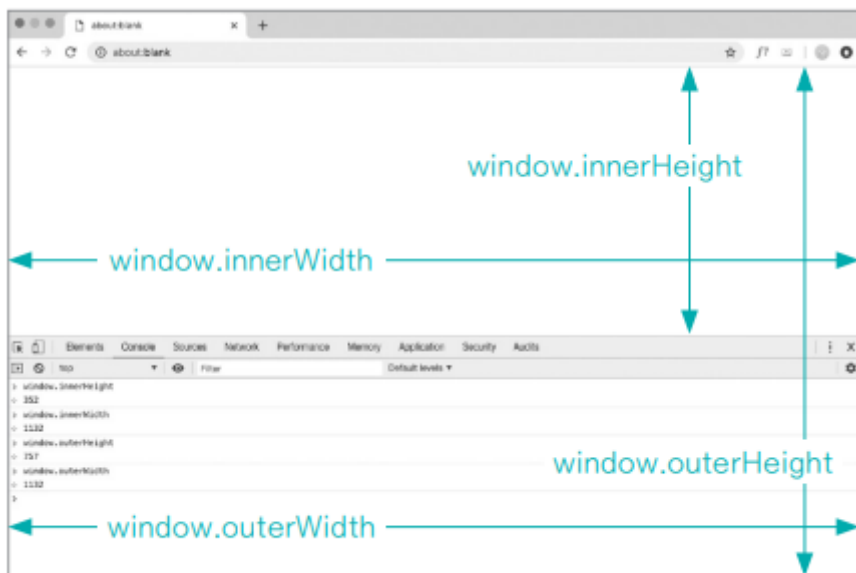 about:blank
about:blank
f?
window.innerHeight
window.innerWidth
Elements Console Sources Network Performance Memory Application Security Audits
top Filter Default levels
> window.innerHeight
352
> window.innerWidth
1132
> window.outerHeight
757
> window.outerWidth
1132
>
window.outerHeight
window.outerWidth